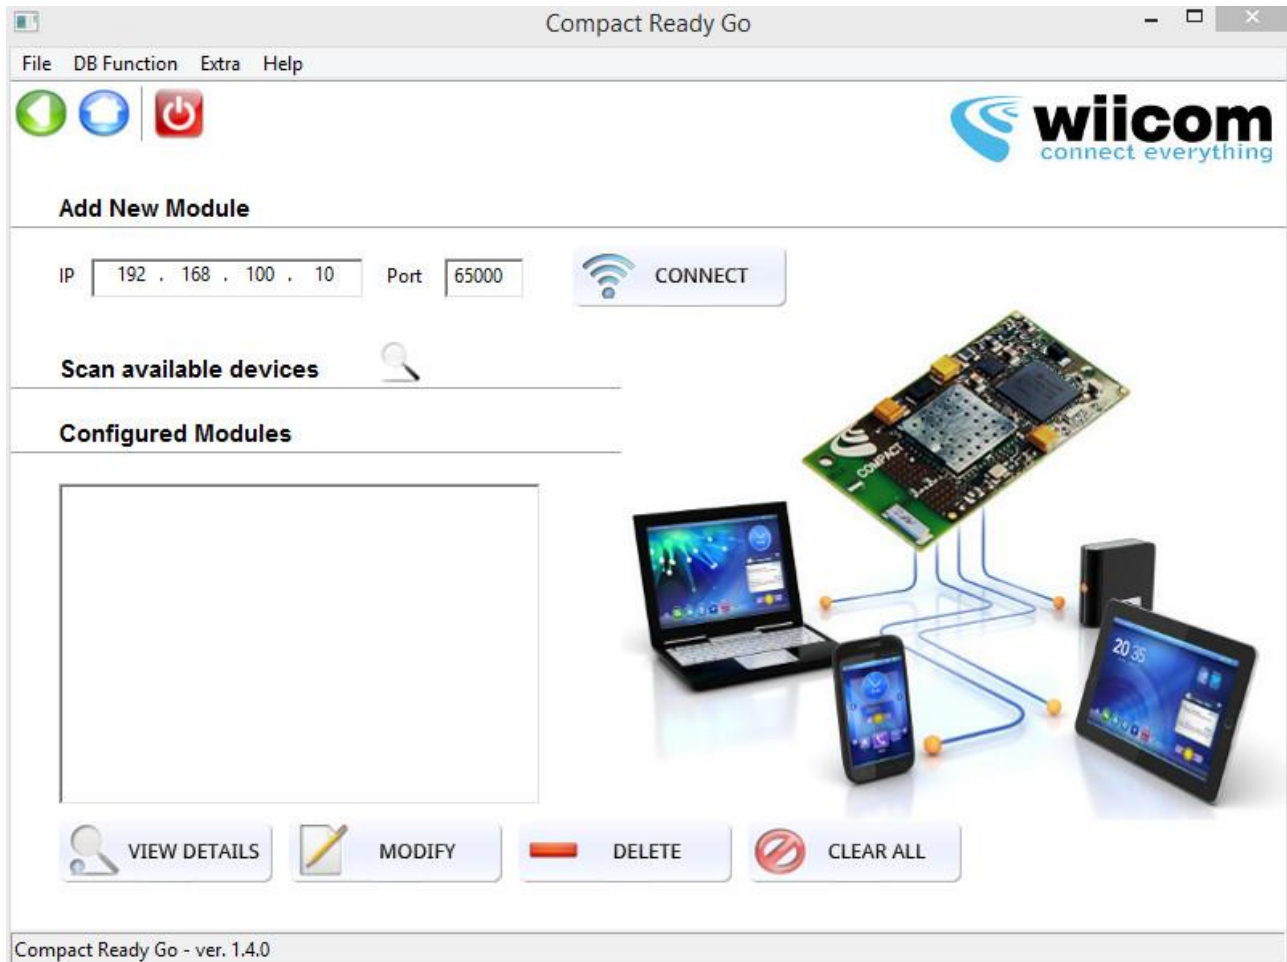 Compact Ready Go
File DB Function Extra Help
wiicom
connect everything
Add New Module
IP 192 . 168 . 100 . 10 Port 65000 CONNECT
Scan available devices
Configured Modules
COMPACT
20 35
VIEW DETAILS MODIFY DELETE CLEAR ALL
Compact Ready Go - ver. 1.4.0